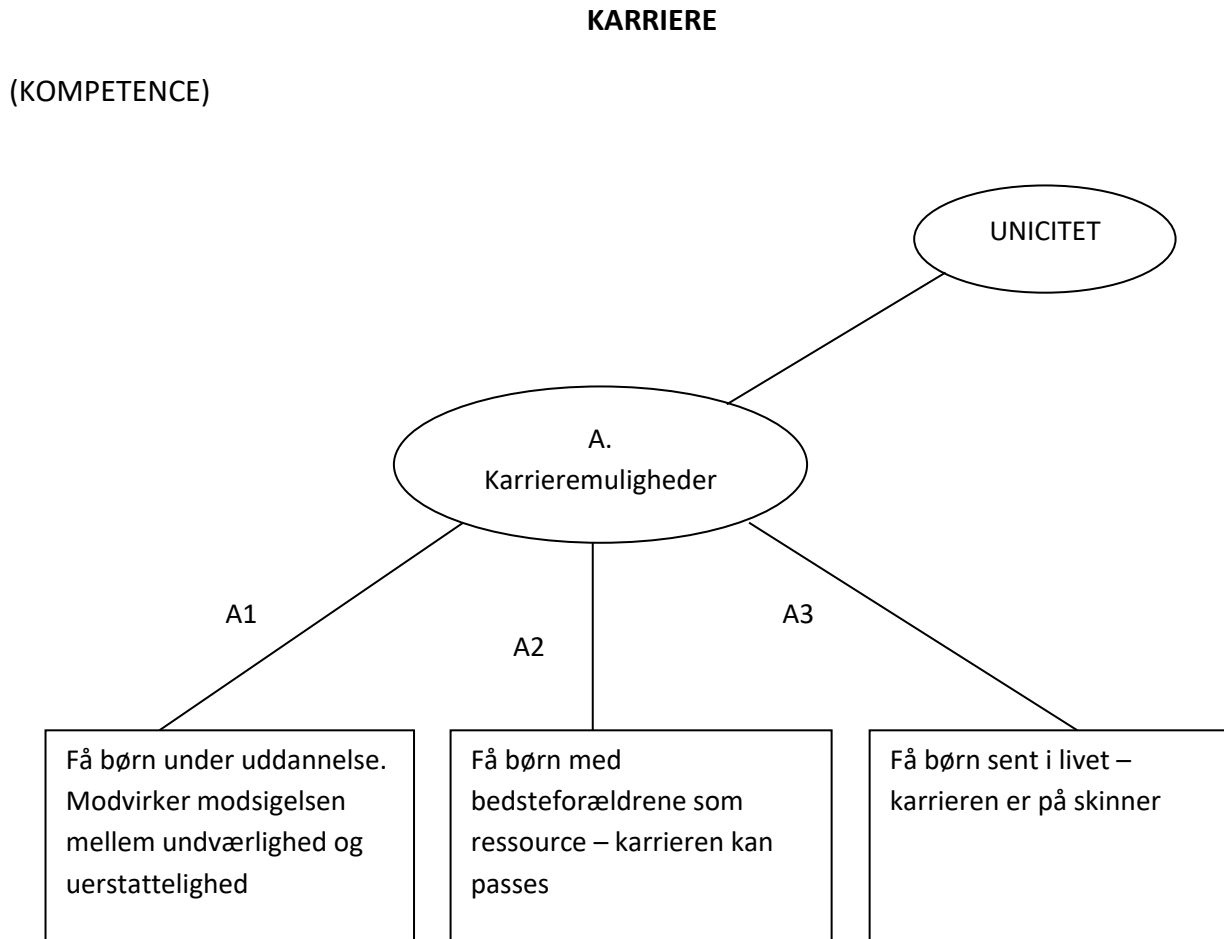 KARRIERE
(KOMPETENCE)
UNICITET
A.
Karrieremuligheder
A1
A2
A3
Få børn under uddannelse.
Modvirker modsigelsen
mellem undværlighed og
uerstattelighed
Få børn med
bedsteforældrene som
ressource – karrieren kan
passes
Få børn sent i livet –
karrieren er på skinner